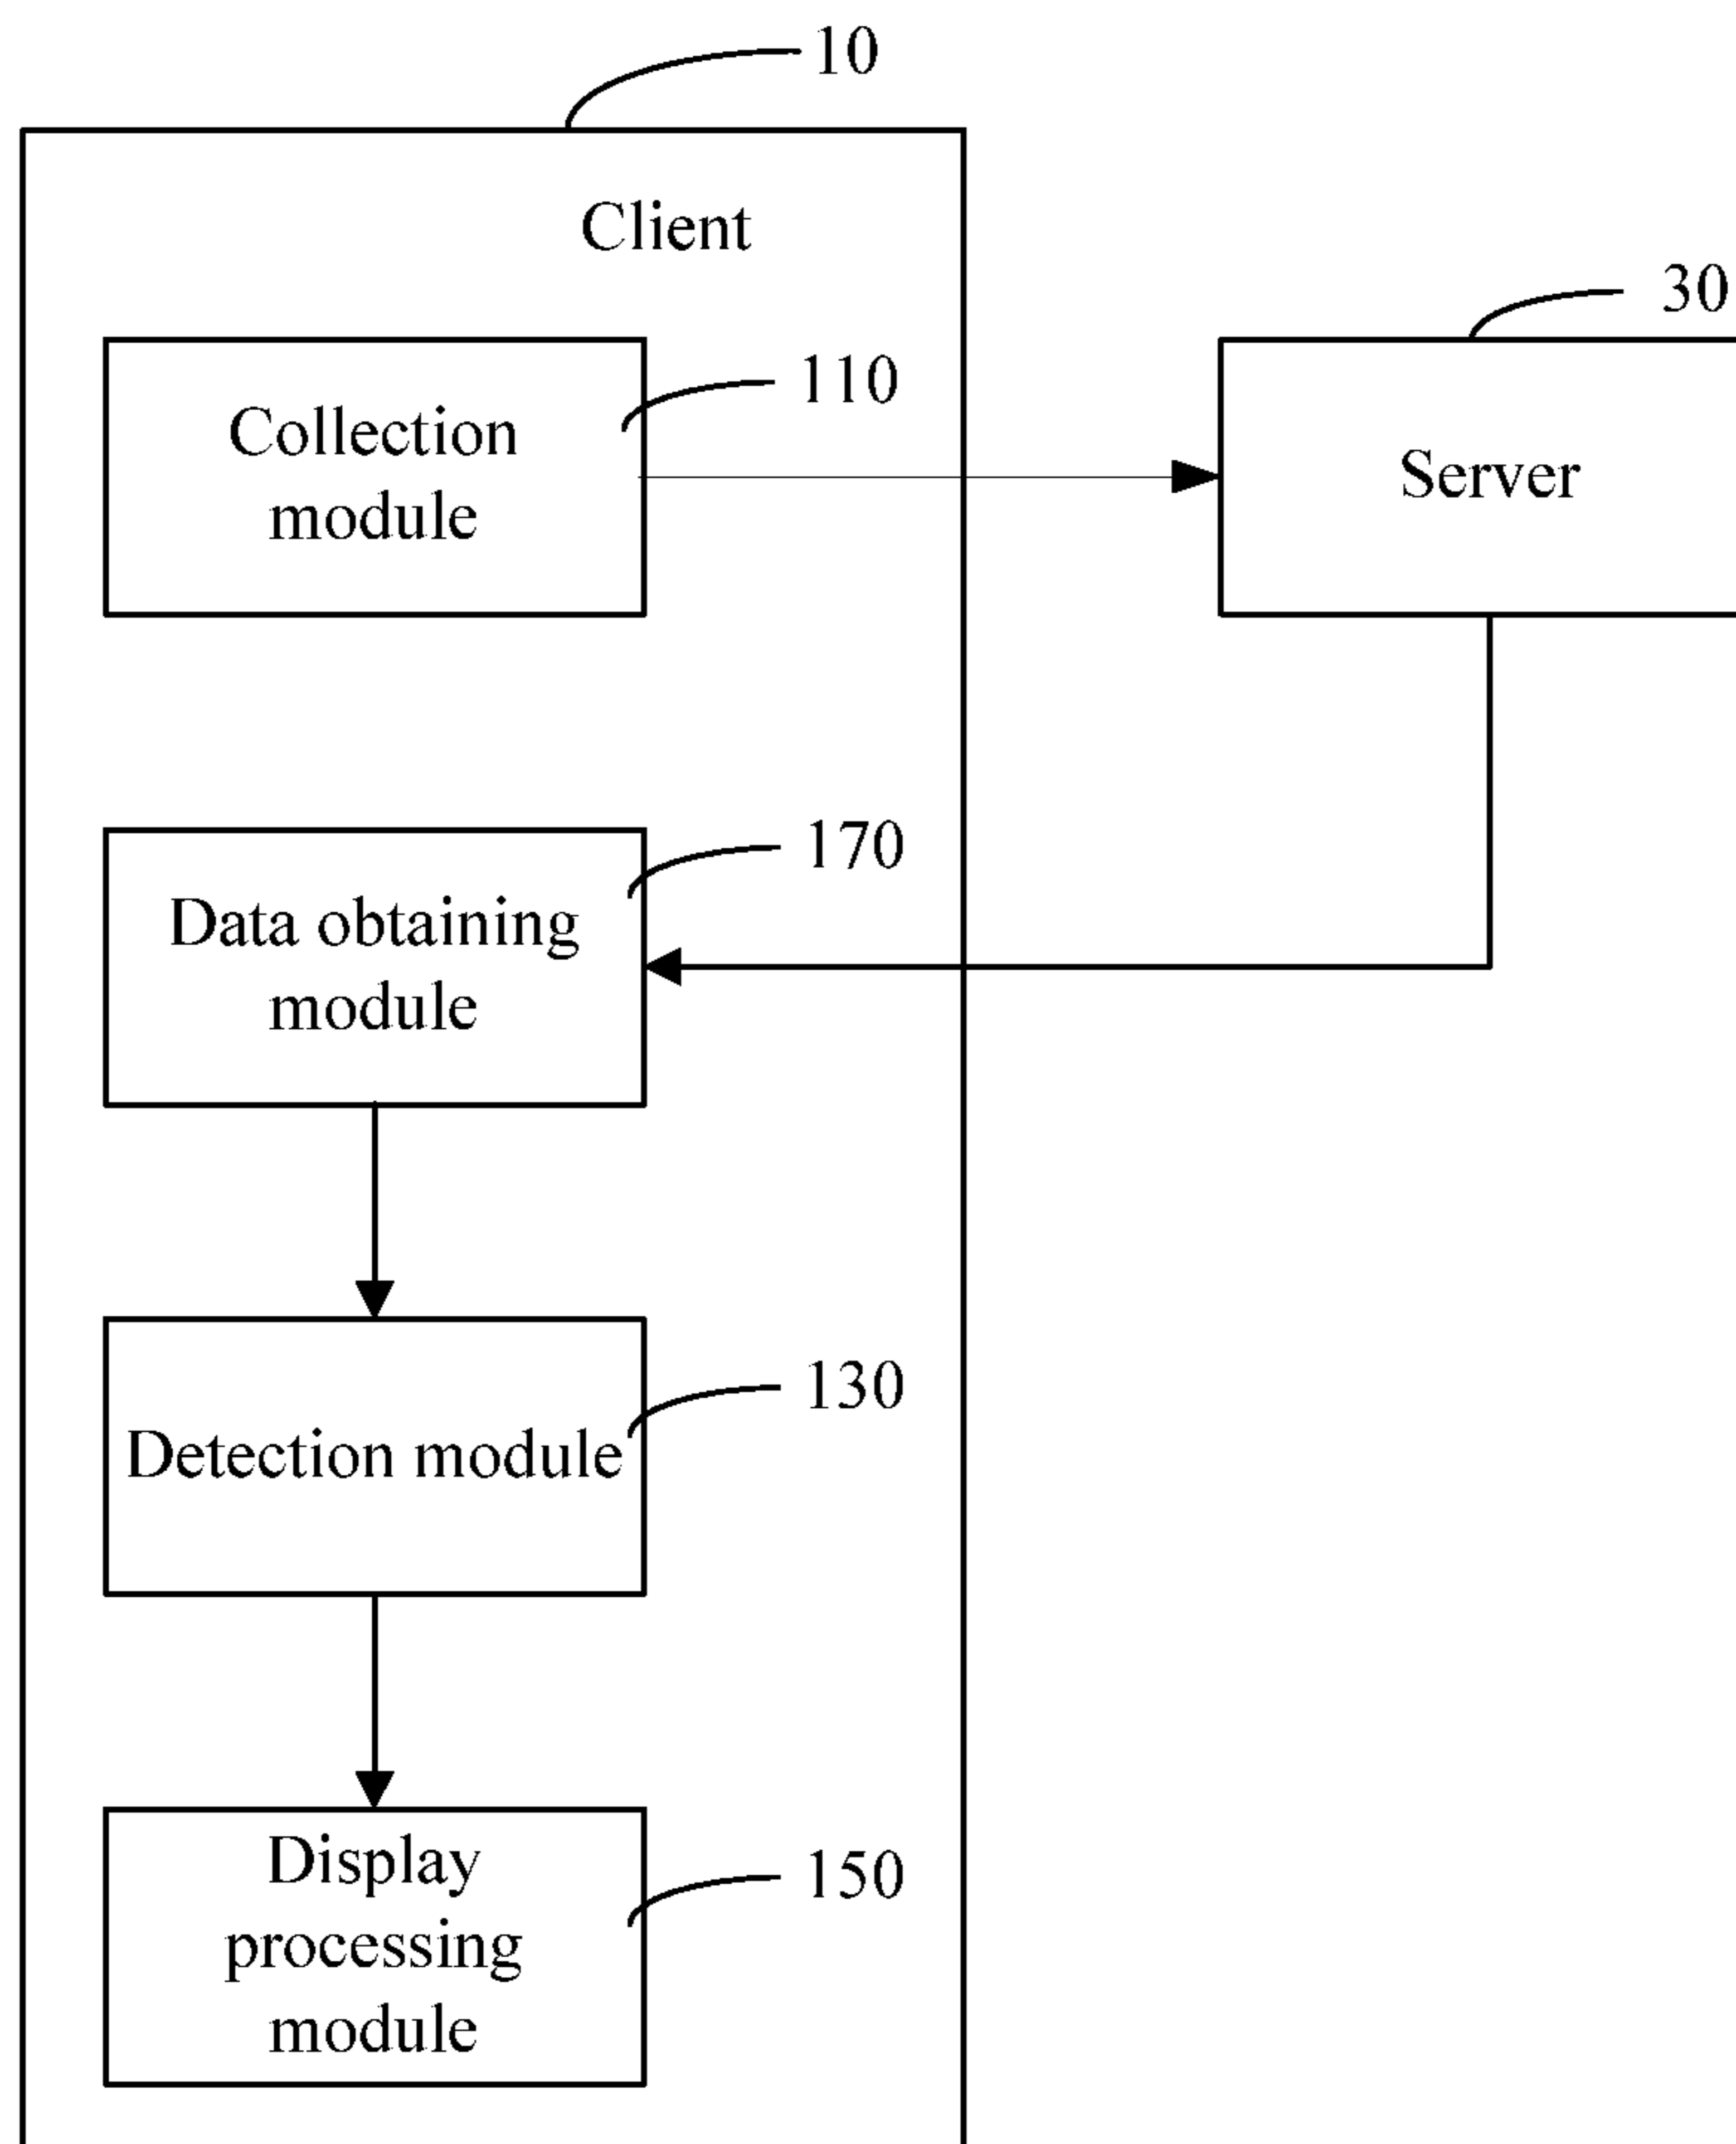 10
Client
30
Collection
module
110
Server
Data obtaining
module
170
Detection module
130
Display
processing
module
150